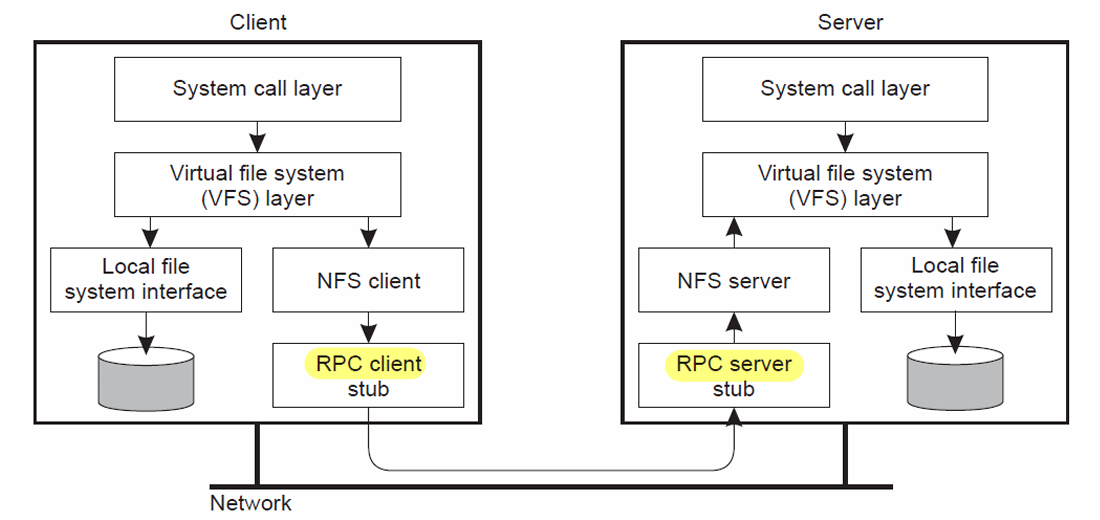 Client
System call layer
Virtual file system
(VFS) layer
Local file
system interface
NFS client
RPC client
stub
Server
System call layer
Virtual file system
(VFS) layer
NFS server
Local file
system interface
RPC server
stub
Network